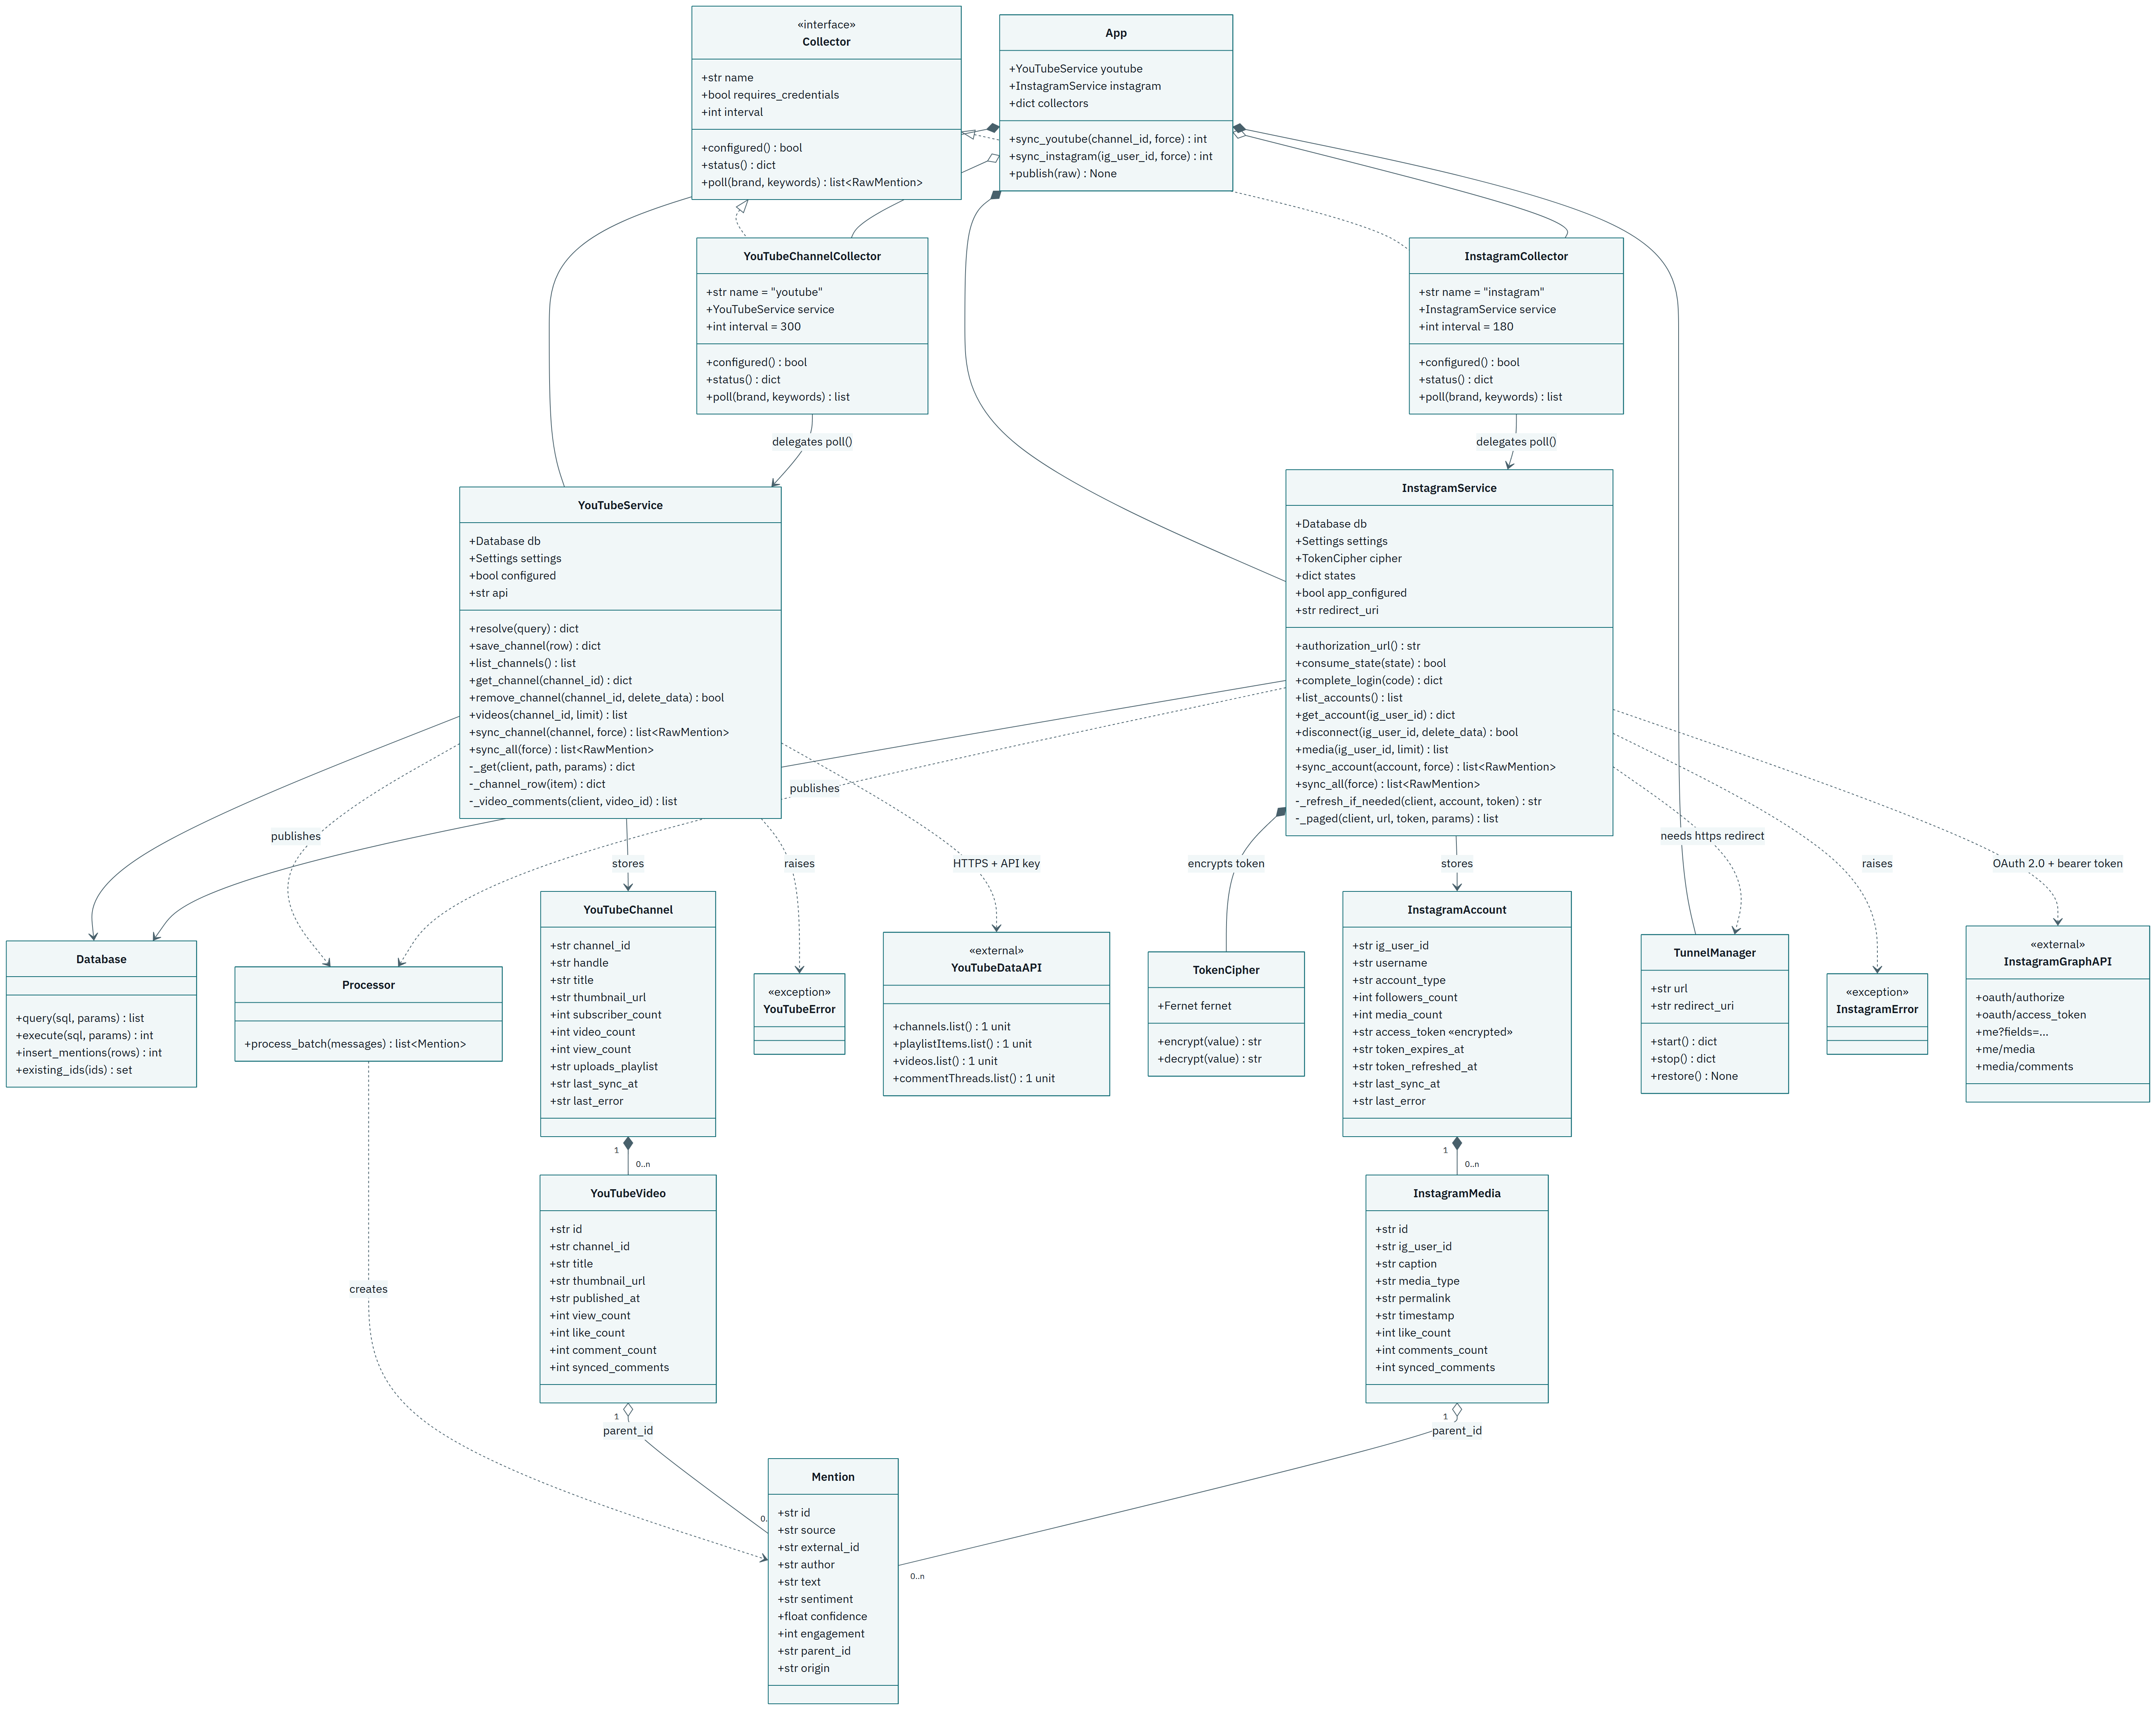 «interface»
Collector
+str name
+bool requires_credentials
+int interval
+configured() : bool
+status() : dict
+poll(brand, keywords) : list<RawMention>
App
+YouTubeService youtube
+InstagramService instagram
+dict collectors
+sync_youtube(channel_id, force) : int
+sync_instagram(ig_user_id, force) : int
+publish(raw) : None
YouTubeChannelCollector
+str name = "youtube"
+YouTubeService service
+int interval = 300
+configured() : bool
+status() : dict
+poll(brand, keywords) : list
InstagramCollector
+str name = "instagram"
+InstagramService service
+int interval = 180
+configured() : bool
+status() : dict
+poll(brand, keywords) : list
delegates poll()
delegates poll()
YouTubeService
+Database db
+Settings settings
+bool configured
+str api
+resolve(query) : dict
+save_channel(row) : dict
+list_channels() : list
+get_channel(channel_id) : dict
+remove_channel(channel_id, delete_data) : bool
+videos(channel_id, limit) : list
+sync_channel(channel, force) : list<RawMention>
+sync_all(force) : list<RawMention>
-_get(client, path, params) : dict
-_channel_row(item) : dict
-_video_comments(client, video_id) : list
InstagramService
+Database db
+Settings settings
+TokenCipher cipher
+dict states
+bool app_configured
+str redirect_uri
+authorization_url() : str
+consume_state(state) : bool
+complete_login(code) : dict
+list_accounts() : list
+get_account(ig_user_id) : dict
+disconnect(ig_user_id, delete_data) : bool
+media(ig_user_id, limit) : list
+sync_account(account, force) : list<RawMention>
+sync_all(force) : list<RawMention>
-_refresh_if_needed(client, account, token) : str
-_paged(client, url, token, params) : list
publishes
publishes
needs https redirect
stores
raises
HTTPS + API key
encrypts token
stores
raises
OAuth 2.0 + bearer token
Database
+query(sql, params) : list
+execute(sql, params) : int
+insert_mentions(rows) : int
+existing_ids(ids) : set
Processor
+process_batch(messages) : list<Mention>
YouTubeChannel
+str channel_id
+str handle
+str title
+str thumbnail_url
+int subscriber_count
+int video_count
+int view_count
+str uploads_playlist
+str last_sync_at
+str last_error
«exception»
YouTubeError
«external»
YouTubeDataAPI
+channels.list() : 1 unit
+playlistItems.list() : 1 unit
+videos.list() : 1 unit
+commentThreads.list() : 1 unit
TokenCipher
+Fernet fernet
+encrypt(value) : str
+decrypt(value) : str
InstagramAccount
+str ig_user_id
+str username
+str account_type
+int followers_count
+int media_count
+str access_token «encrypted»
+str token_expires_at
+str token_refreshed_at
+str last_sync_at
+str last_error
TunnelManager
+str url
+str redirect_uri
+start() : dict
+stop() : dict
+restore() : None
«exception»
InstagramError
«external»
InstagramGraphAPI
+oauth/authorize
+oauth/access_token
+me?fields=...
+me/media
+media/comments
1
0..n
1
0..n
YouTubeVideo
+str id
+str channel_id
+str title
+str thumbnail_url
+str published_at
+int view_count
+int like_count
+int comment_count
+int synced_comments
InstagramMedia
+str id
+str ig_user_id
+str caption
+str media_type
+str permalink
+str timestamp
+int like_count
+int comments_count
+int synced_comments
creates
1
parent_id
1
parent_id
0.
0..n
Mention
+str id
+str source
+str external_id
+str author
+str text
+str sentiment
+float confidence
+int engagement
+str parent_id
+str origin